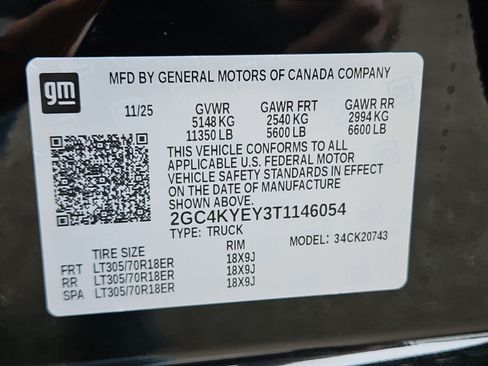 gm
MFD BY GENERAL MOTORS OF CANADA COMPANY
11/25 GVWR GAWR FRT GAWR RR
5148 KG 2540 KG 2994 KG
11350 LB 5600 LB 6600 LB
THIS VEHICLE CONFORMS TO ALL
APPLICABLE U.S. FEDERAL MOTOR
VEHICLE SAFETY STANDARDS IN EFFECT
ON THE DATE OF MANUFACTURE
SHOWN ABOVE.
2GC4KYEY3T1146054
TYPE: TRUCK MODEL: 34CK20743
TIRE SIZE RIM
FRT LT305/70R18ER 18X9J
RR LT305/70R18ER 18X9J
SPA LT305/70R18ER 18X9J